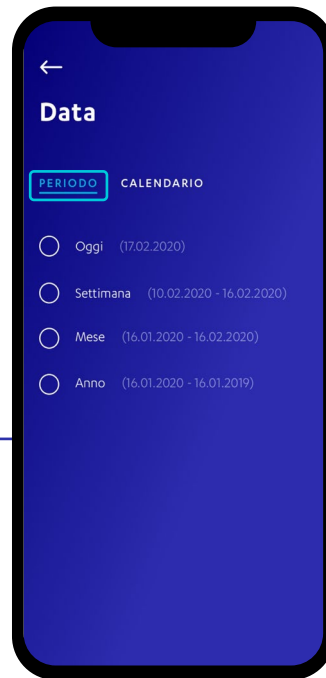 Data
PERIODO CALENDARIO
Oggi (17.02.2020)
Settimana (10.02.2020 - 16.02.2020)
Mese (16.01.2020 - 16.02.2020)
Anno (16.01.2020 - 16.01.2019)